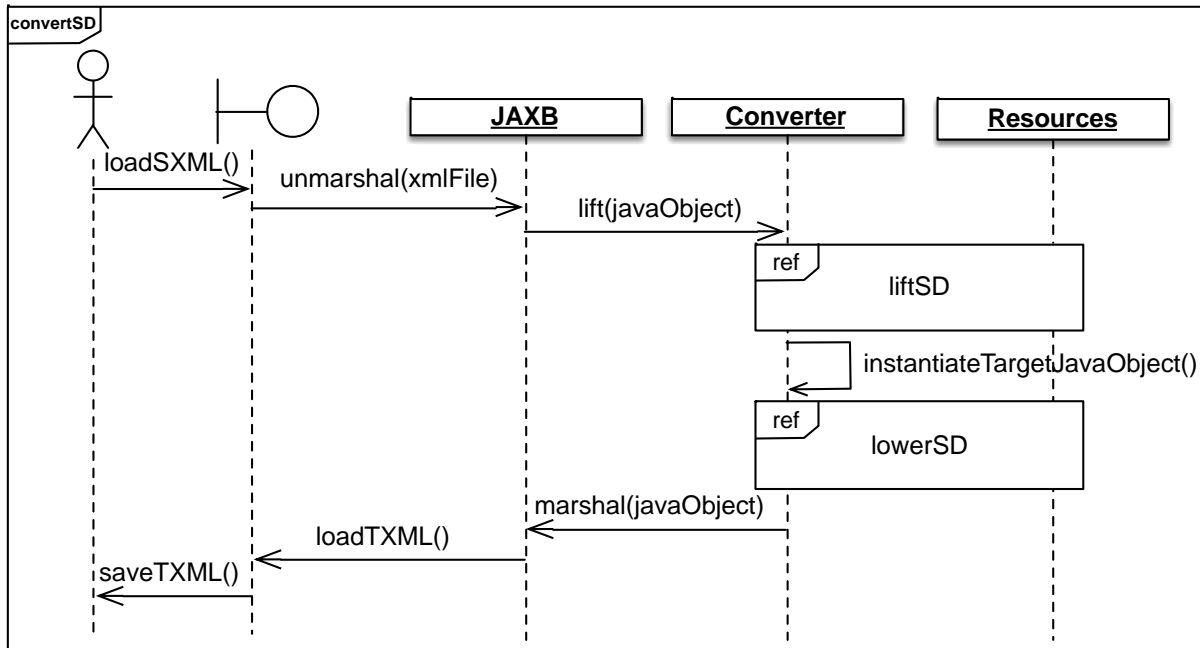 convertSD
JAXB
Converter
Resources
loadSXML()
unmarshal(xmlFile)
lift(javaObject)
ref
liftSD
instantiateTargetJavaObject()
ref
lowerSD
marshal(javaObject)
loadTXML()
saveTXML()